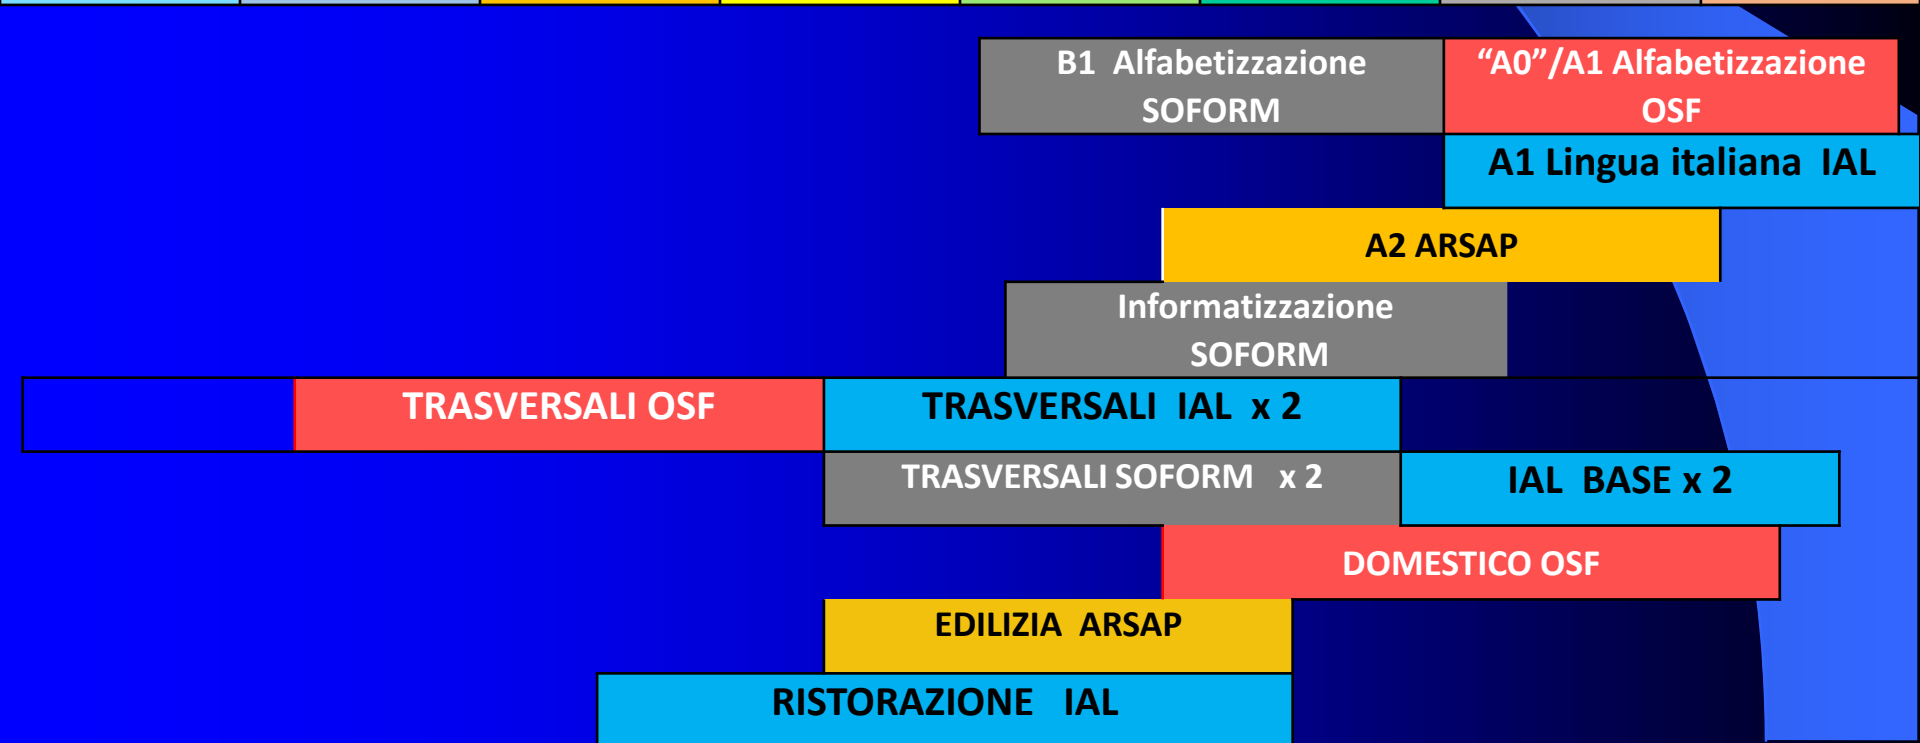 B1 Alfabetizzazione
SOFORM
“A0”/A1 Alfabetizzazione
OSF
A1 Lingua italiana IAL
A2 ARSAP
Informatizzazione
SOFORM
TRASVERSALI OSF
TRASVERSALI IAL x 2
TRASVERSALI SOFORM x 2
IAL BASE x 2
DOMESTICO OSF
EDILIZIA ARSAP
RISTORAZIONE IAL